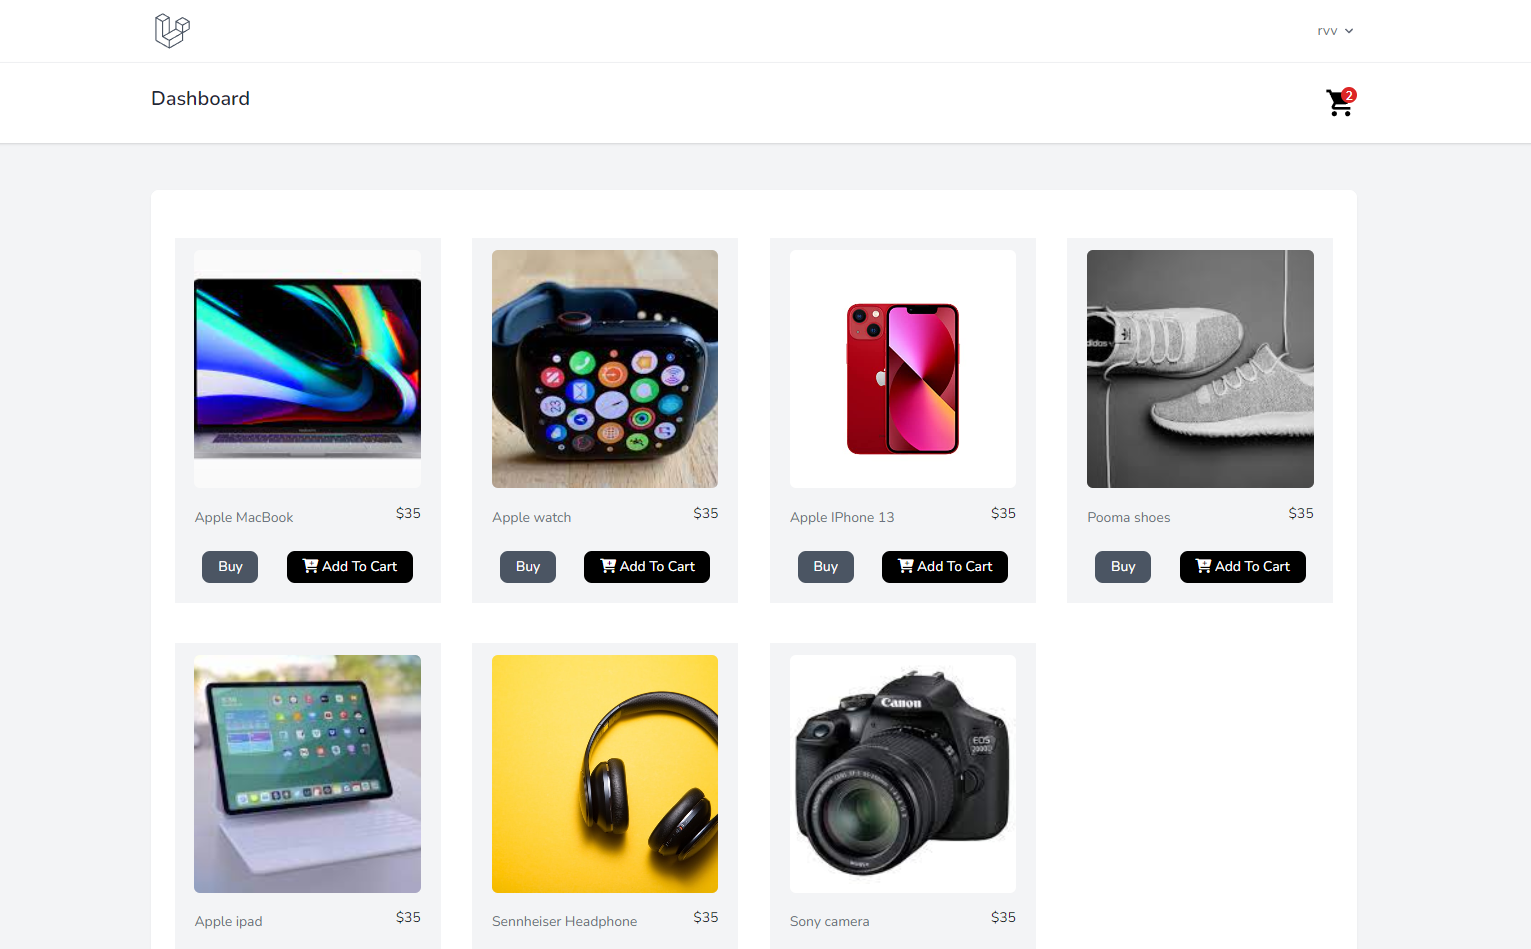 rvv
Dashboard
2
adidas
Apple MacBook
$35
Apple watch
$35
Apple IPhone 13
$35
Pooma shoes
$35
Buy
Add To Cart
Buy
Add To Cart
Buy
Add To Cart
Buy
Add To Cart
Canon
EOS
2000D
Apple ipad
$35
Sennheiser Headphone
$35
Sony camera
$35